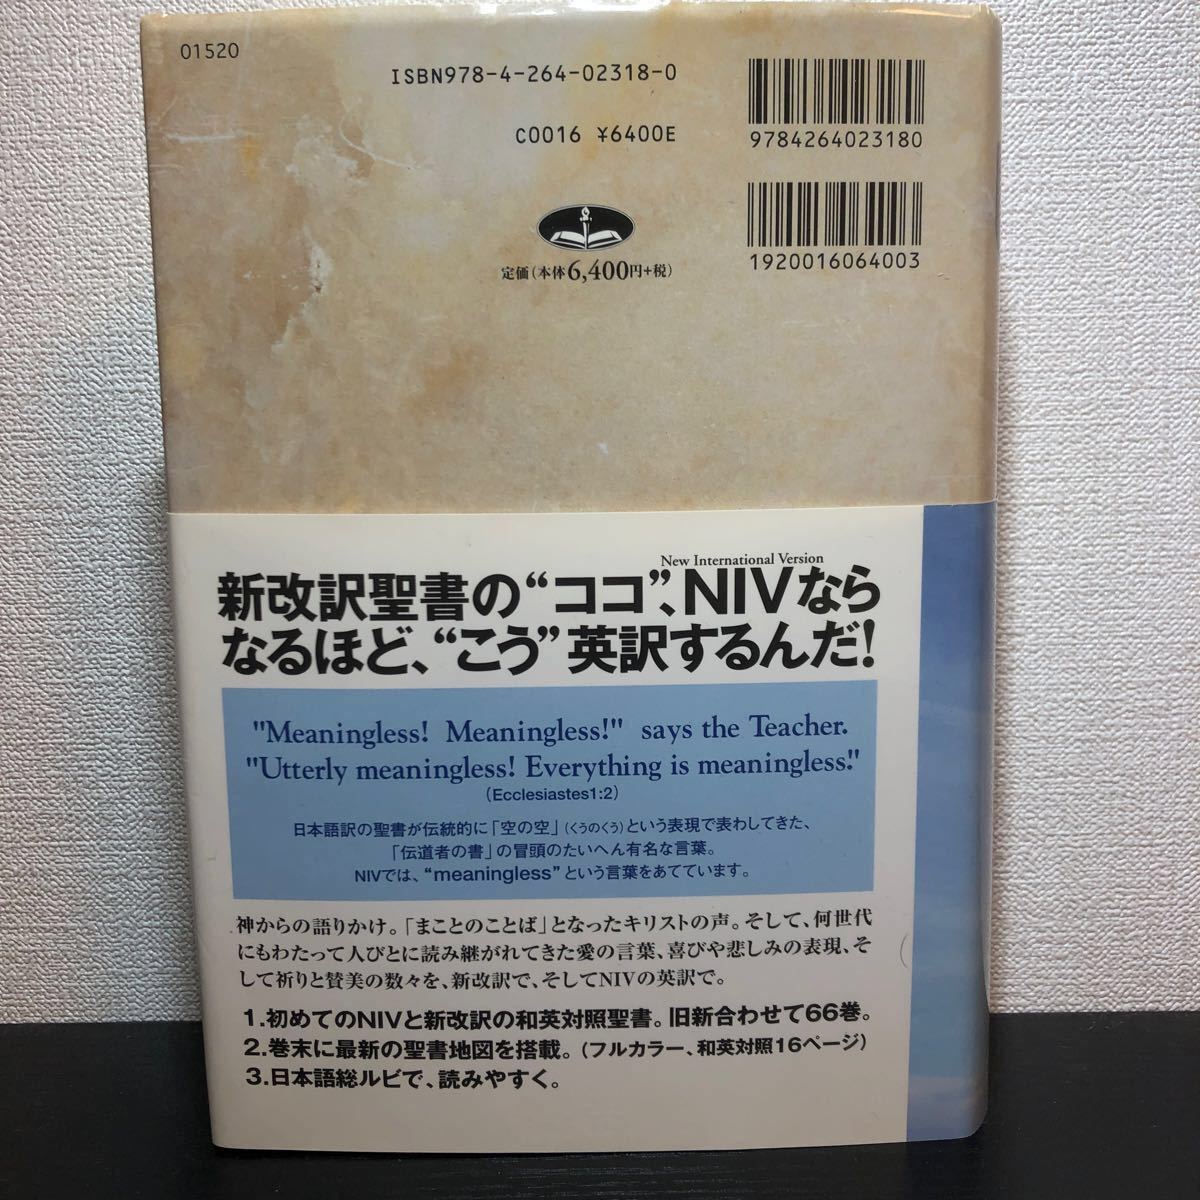 01520
ISBN978-4-264-02318-0
C0016 ¥6400E
9784264023180
1920016064003
定価(本体6,400円+税)
New International Version
新改訳聖書の“ココ”、NIVなら
なるほど、“こう”英訳するんだ!
"Meaningless! Meaningless!" says the Teacher.
"Utterly meaningless! Everything is meaningless."
(Ecclesiastes1:2)
日本語訳の聖書が伝統的に「空の空」(くうのくう)という表現で表わしてきた、
「伝道者の書」の冒頭のたいへん有名な言葉。
NIVでは、“meaningless”という言葉をあてています。
神からの語りかけ。「まことのことば」となったキリストの声。そして、何世代
にもわたって人びとに読み継がれてきた愛の言葉、喜びや悲しみの表現、そ
して祈りと賛美の数々を、新改訳で、そしてNIVの英訳で。
1.初めてのNIVと新改訳の和英対照聖書。旧新合わせて66巻。
2.巻末に最新の聖書地図を搭載。(フルカラー、和英対照16ページ)
3.日本語総ルビで、読みやすく。